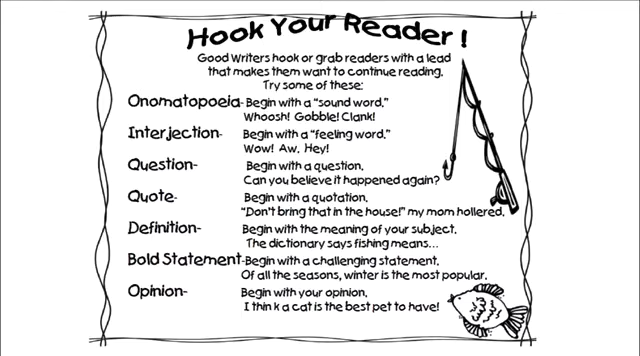 Hook Your Reader!
Good Writers hook or grab readers with a lead
that makes them want to continue reading.
Try some of these:
Onomatopoeia- Begin with a "sound word."
Whoosh! Gobble! Clank!
Interjection- Begin with a "feeling word."
Wow! Aw, Hey!
Question- Begin with a question.
Can you believe it happened again?
Quote- Begin with a quotation.
"Don't bring that in the house!" my mom hollered.
Definition- Begin with the meaning of your subject.
The dictionary says fishing means...
Bold Statement-Begin with a challenging statement.
Of all the seasons, winter is the most popular.
Opinion- Begin with your opinion.
I think a cat is the best pet to have!